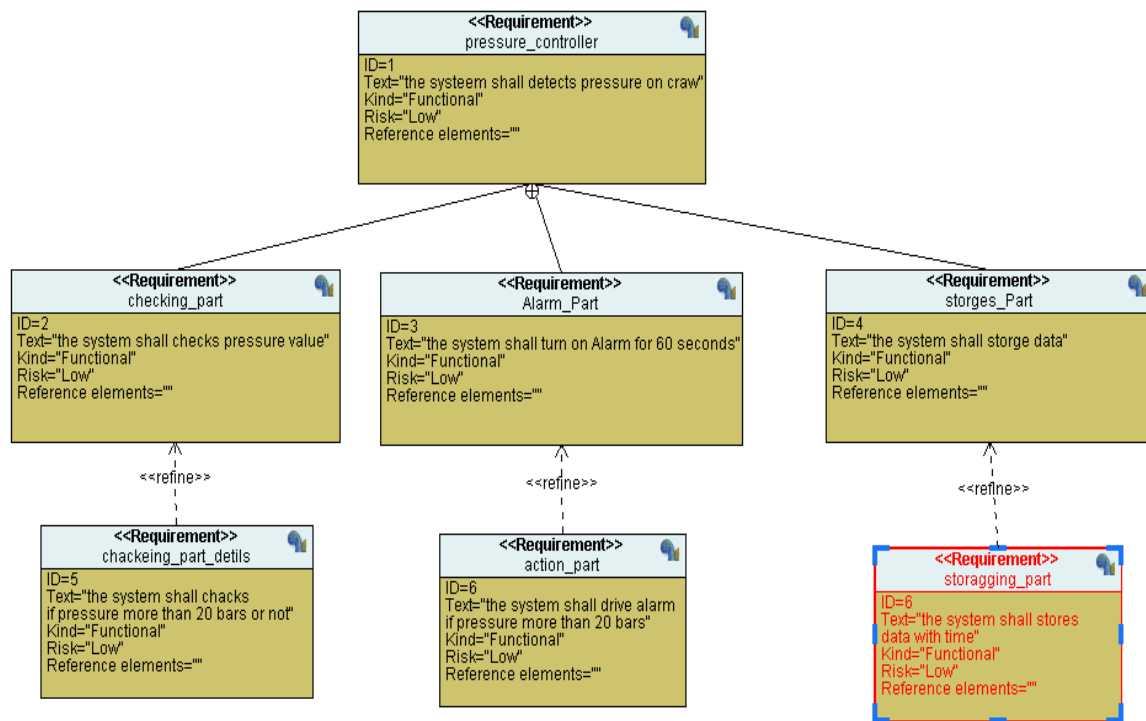 <<Requirement>>
pressure_controller
ID=1
Text="the systeem shall detects pressure on craw"
Kind="Functional"
Risk="Low"
Reference elements=""
<<Requirement>>
checking_part
ID=2
Text="the system shall checks pressure value"
Kind="Functional"
Risk="Low"
Reference elements=""
<<Requirement>>
Alarm_Part
ID=3
Text="the system shall turn on Alarm for 60 seconds"
Kind="Functional"
Risk="Low"
Reference elements=""
<<Requirement>>
storges_Part
ID=4
Text="the system shall storge data"
Kind="Functional"
Risk="Low"
Reference elements=""
<<refine>>
<<refine>>
<<refine>>
<<Requirement>>
chackeing_part_detils
ID=5
Text="the system shall chacks
if pressure more than 20 bars or not"
Kind="Functional"
Risk="Low"
Reference elements=""
<<Requirement>>
action_part
ID=6
Text="the system shall drive alarm
if pressure more than 20 bars"
Kind="Functional"
Risk="Low"
Reference elements=""
<<Requirement>>
storagging_part
ID=6
Text="the system shall stores
data with time"
Kind="Functional"
Risk="Low"
Reference elements=""